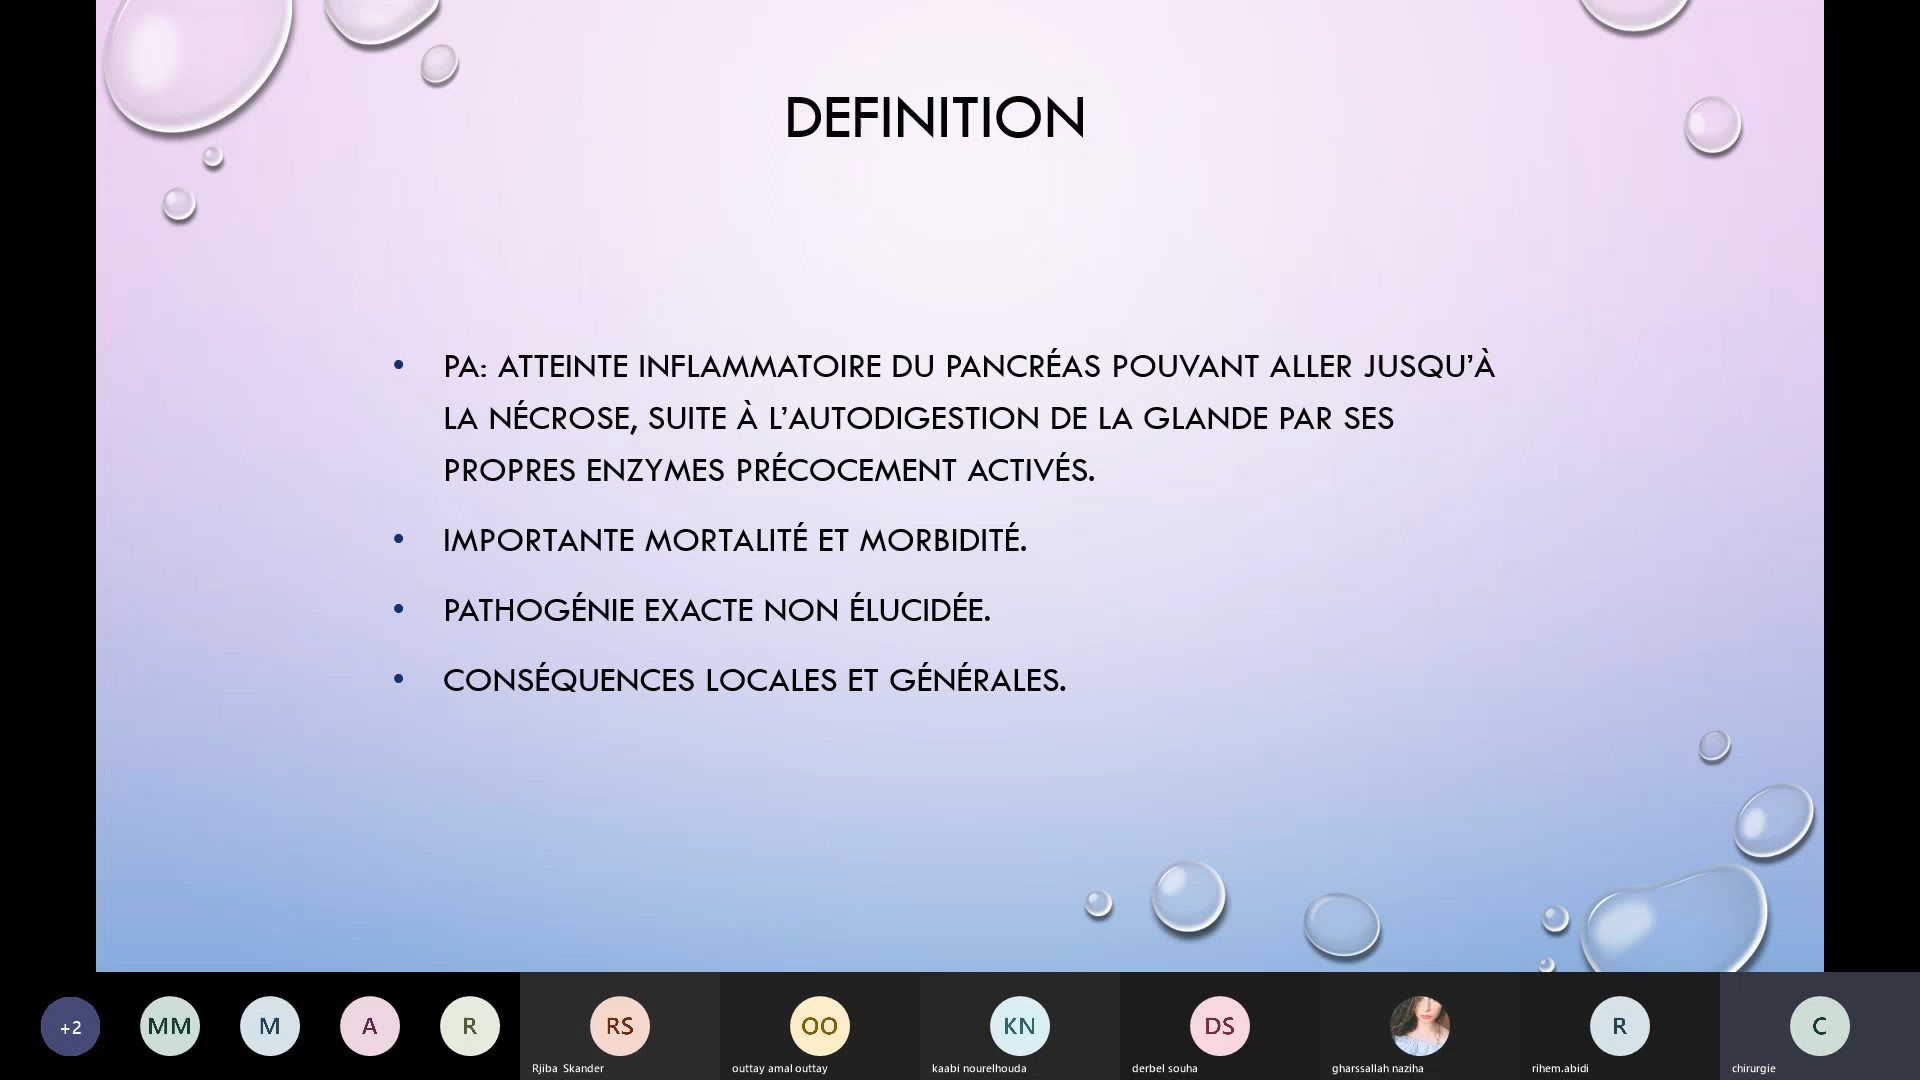 DEFINITION
• PA: ATTEINTE INFLAMMATOIRE DU PANCRÉAS POUVANT ALLER JUSQU’À
LA NÉCROSE, SUITE À L’AUTODIGESTION DE LA GLANDE PAR SES
PROPRES ENZYMES PRÉCOCEMENT ACTIVÉS.
• IMPORTANTE MORTALITÉ ET MORBIDITÉ.
• PATHOGÉNIE EXACTE NON ÉLUCIDÉE.
• CONSÉQUENCES LOCALES ET GÉNÉRALES.
+2
MM
M
A
R
RS
Rjiba Skander
OO
outtay amal outtay
KN
kaabi nourelhouda
DS
derbel souha
gharssallah naziha
R
rihem.abidi
C
chirurgie